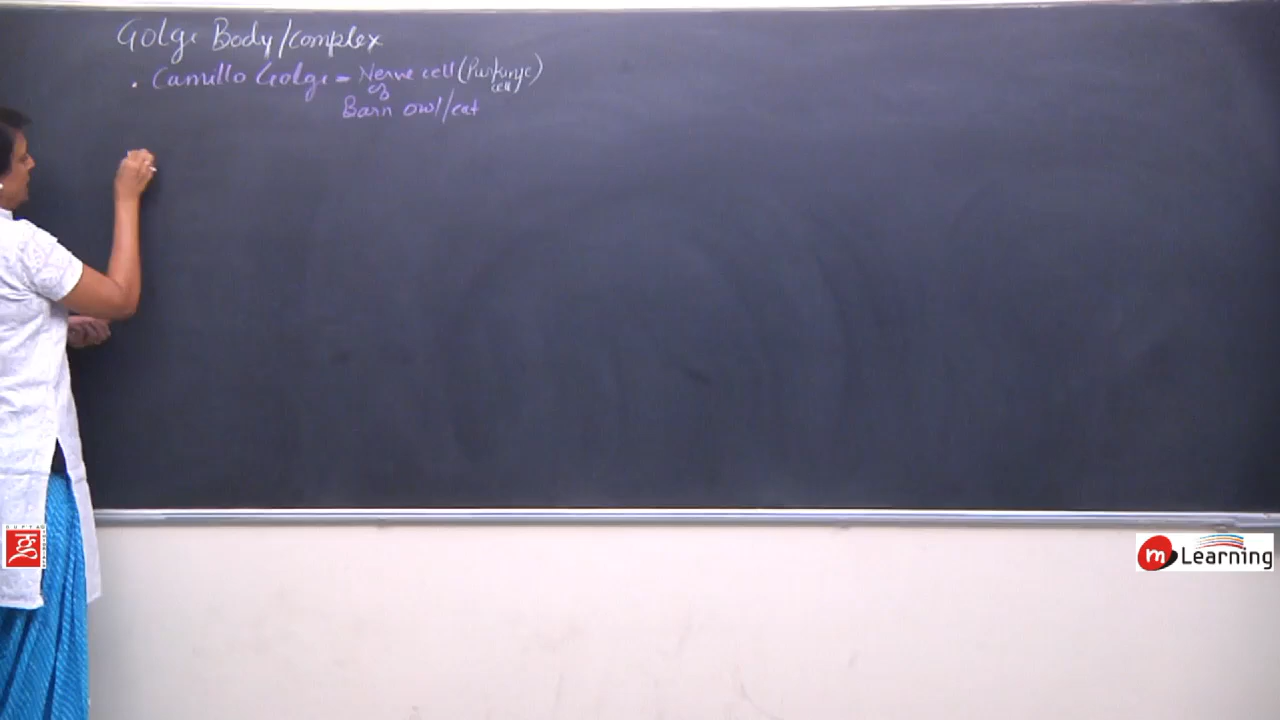 Golgi Body/complex
. Camillo Golgi - Nerve cell (Purkinje cell)
of
Barn owl/cat
m Learning